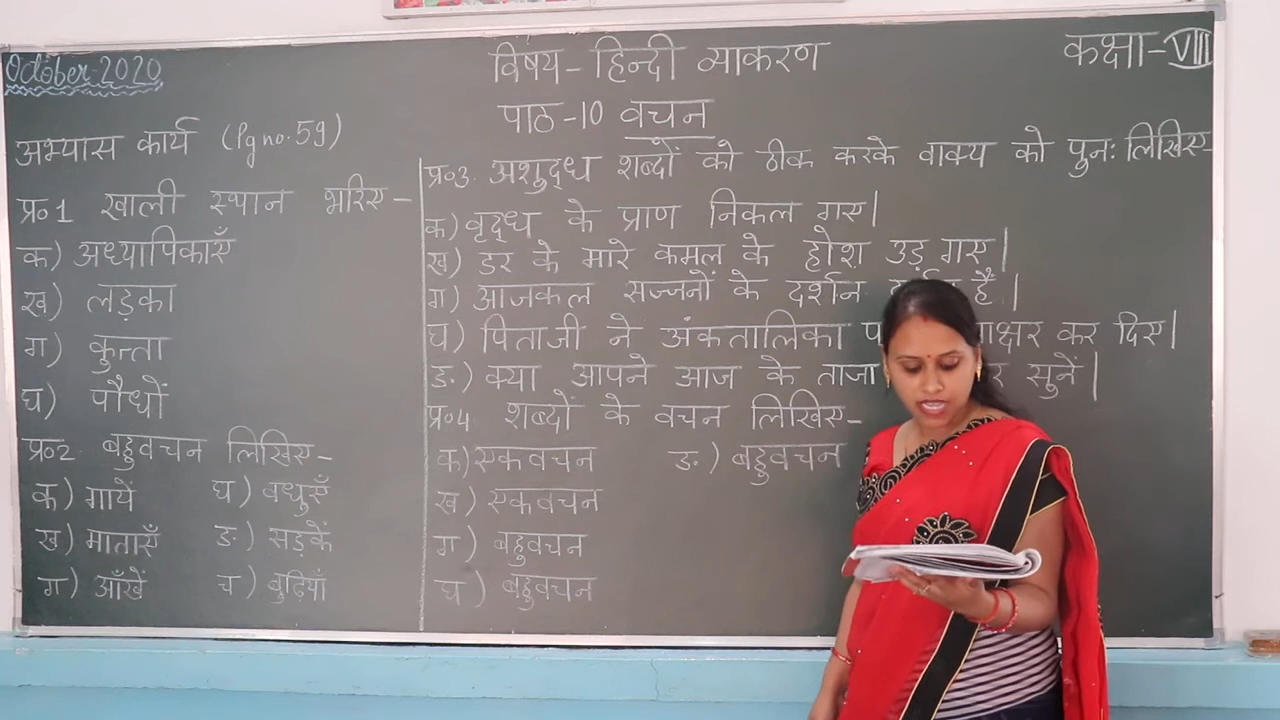 October-2020
विषय - हिन्दी व्याकरण
कक्षा - VIII
पाठ -10 वचन
अभ्यास कार्य (Pg no. 59)
प्र०1 खाली स्थान भरिए -
क) अध्यापिकाएँ
ख) लड़का
ग) कुन्ता
घ) पौधों
प्र०2 बहुवचन लिखिए -
क) गायें घ) वधुएँ
ख) माताएँ ङ) सड़कें
ग) आँखें च) बुढ़ियाँ
प्र०3. अशुद्ध शब्दों को ठीक करके वाक्य को पुनः लिखिए -
क) वृद्ध के प्राण निकल गए।
ख) डर के मारे कमल के होश उड़ गए।
ग) आजकल सज्जनों के दर्शन हैं।
घ) पिताजी ने अंकतालिका कर दिए।
ङ) क्या आपने आज के ताजा सुनें।
प्र०4. शब्दों के वचन लिखिए -
क) एकवचन ङ) बहुवचन
ख) एकवचन
ग) बहुवचन
घ) बहुवचन